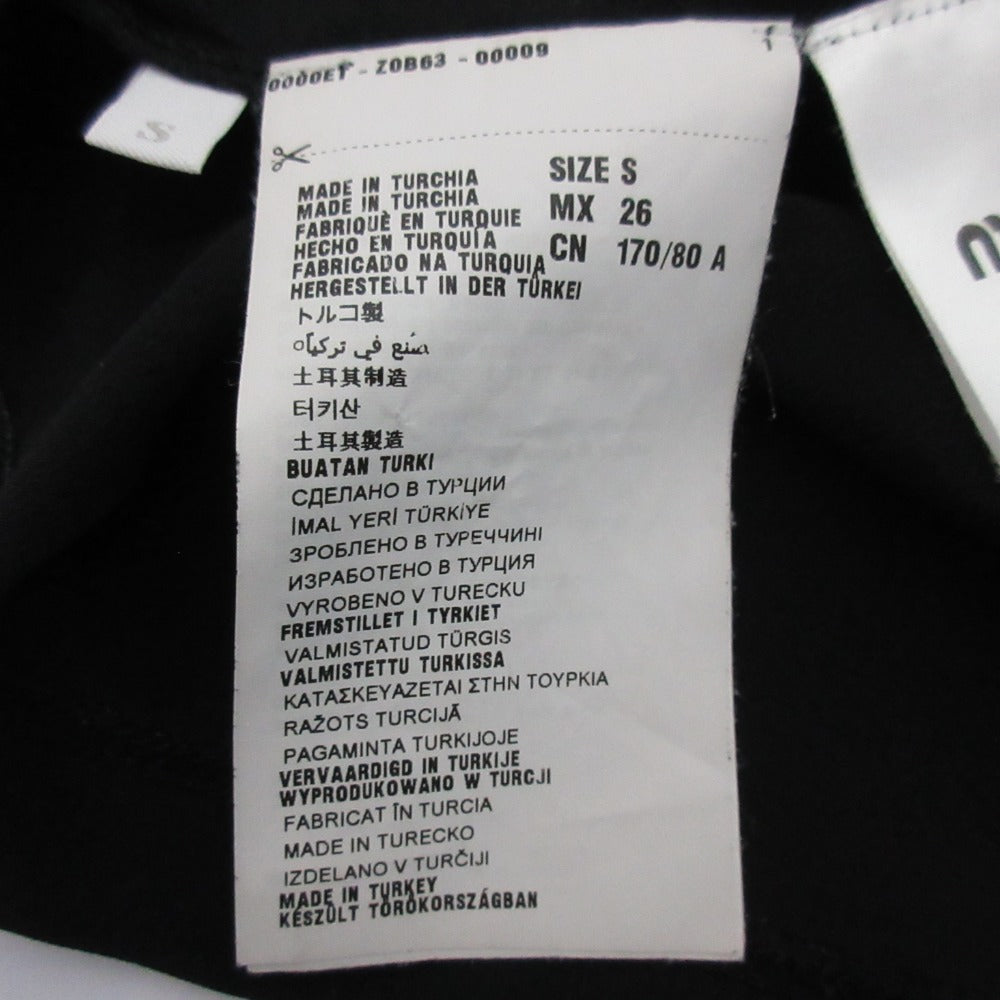 S
0000ET - Z0B63 - 00009
MADE IN TURCHIA
MADE IN TURCHIA
FABRIQUÈ EN TURQUIE
HECHO EN TURQUÍA
FABRICADO NA TURQUIA
HERGESTELLT IN DER TÜRKEI
SIZE S
MX 26
CN 170/80 A
トルコ製
صنع في تركيا
土耳其制造
터키산
土耳其製造
BUATAN TURKI
СДЕЛАНО В ТУРЦИИ
İMAL YERİ TÜRKİYE
ЗРОБЛЕНО В ТУРЕЧЧИНІ
ИЗРАБОТЕНО В ТУРЦИЯ
VYROBENO V TURECKU
FREMSTILLET I TYRKIET
VALMISTATUD TÜRGIS
VALMISTETTU TURKISSA
ΚΑΤΑΣΚΕΥΑΖΕΤΑΙ ΣΤΗΝ ΤΟΥΡΚΙΑ
RAŽOTS TURCIJĀ
PAGAMINTA TURKIJOJE
VERVAARDIGD IN TURKIJE
WYPRODUKOWANO W TURCJI
FABRICAT ÎN TURCIA
MADE IN TURECKO
IZDELANO V TURČIJI
MADE IN TURKEY
KÉSZÜLT TÖRÖKORSZÁGBAN